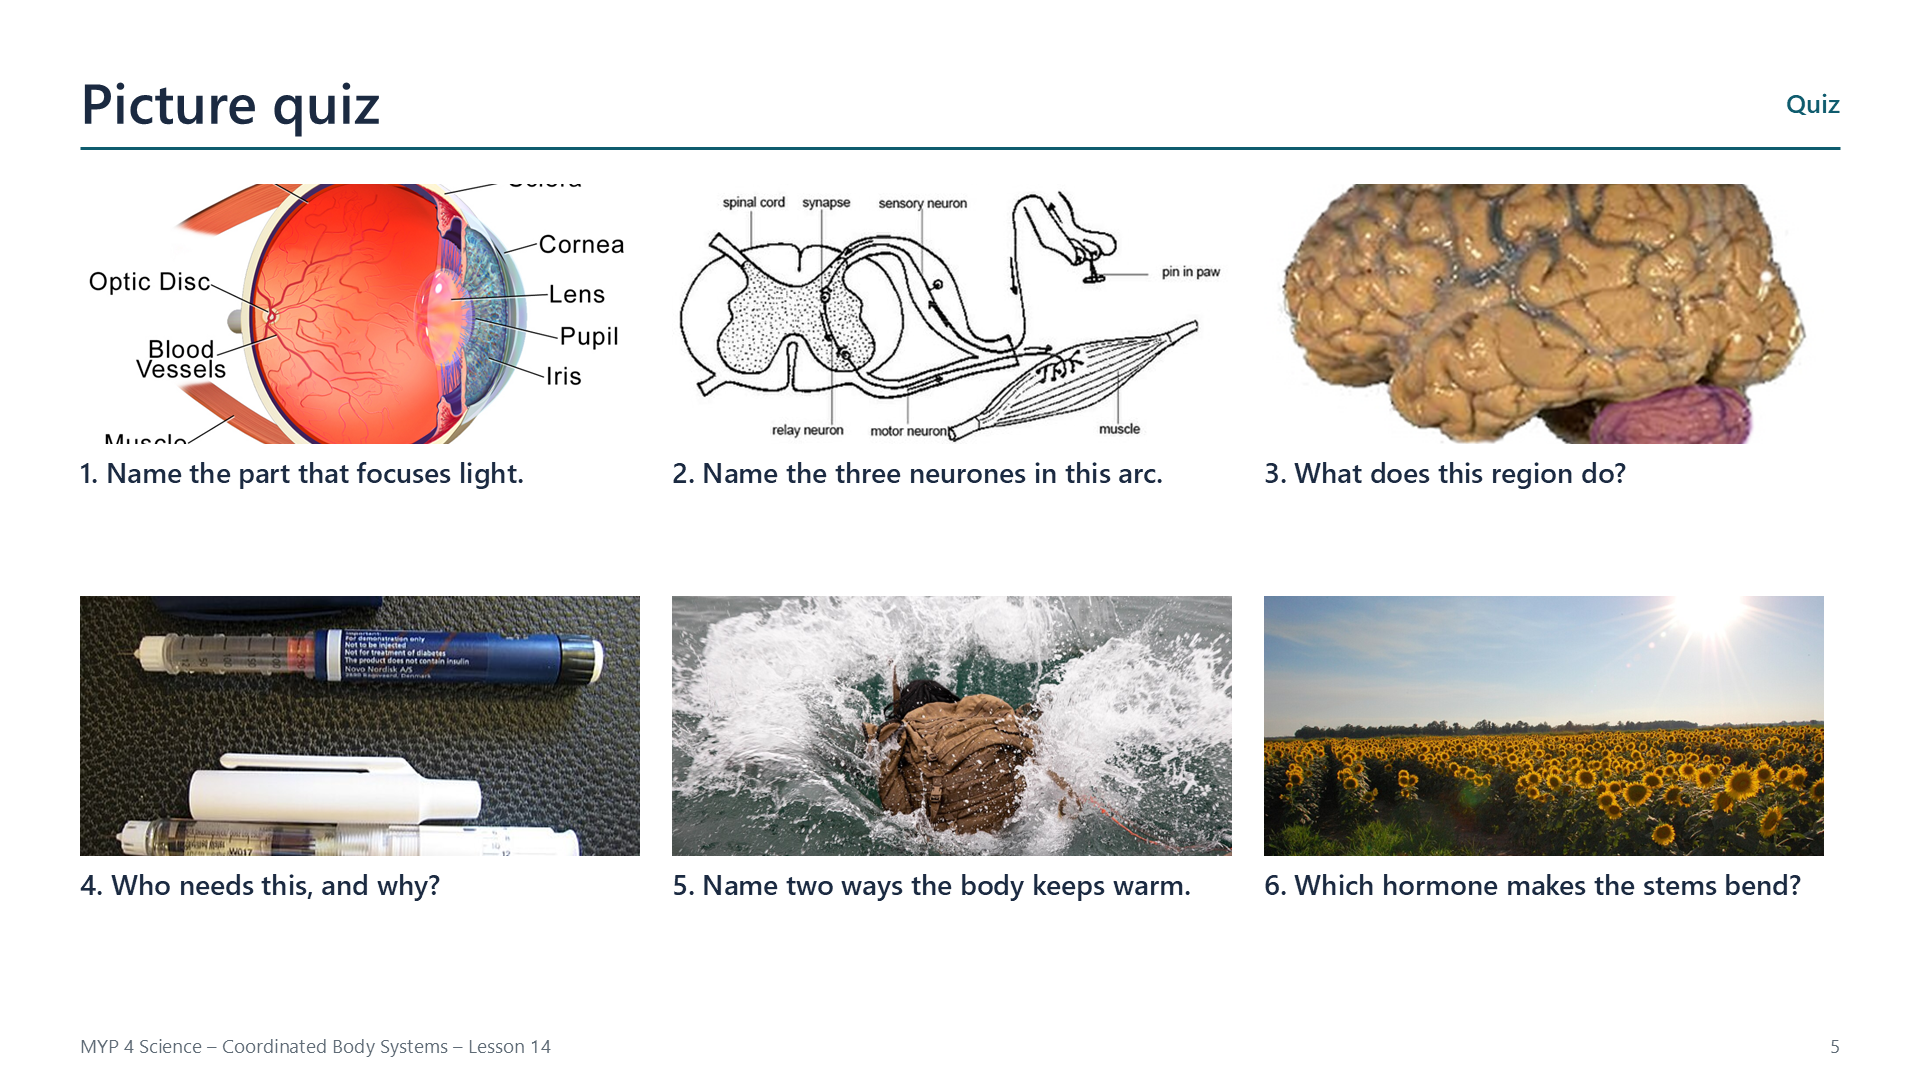 Picture quiz
Quiz
Cornea
Optic Disc
Lens
Pupil
Blood
Vessels
Iris
Muscle
spinal cord synapse sensory neuron
pin in paw
relay neuron motor neuron muscle
1. Name the part that focuses light.
2. Name the three neurones in this arc.
3. What does this region do?
For demonstration only
Not to be injected
Not for treatment of diabetes
The product does not contain insulin
Novo Nordisk A/S
4. Who needs this, and why?
5. Name two ways the body keeps warm.
6. Which hormone makes the stems bend?
MYP 4 Science – Coordinated Body Systems – Lesson 14
5